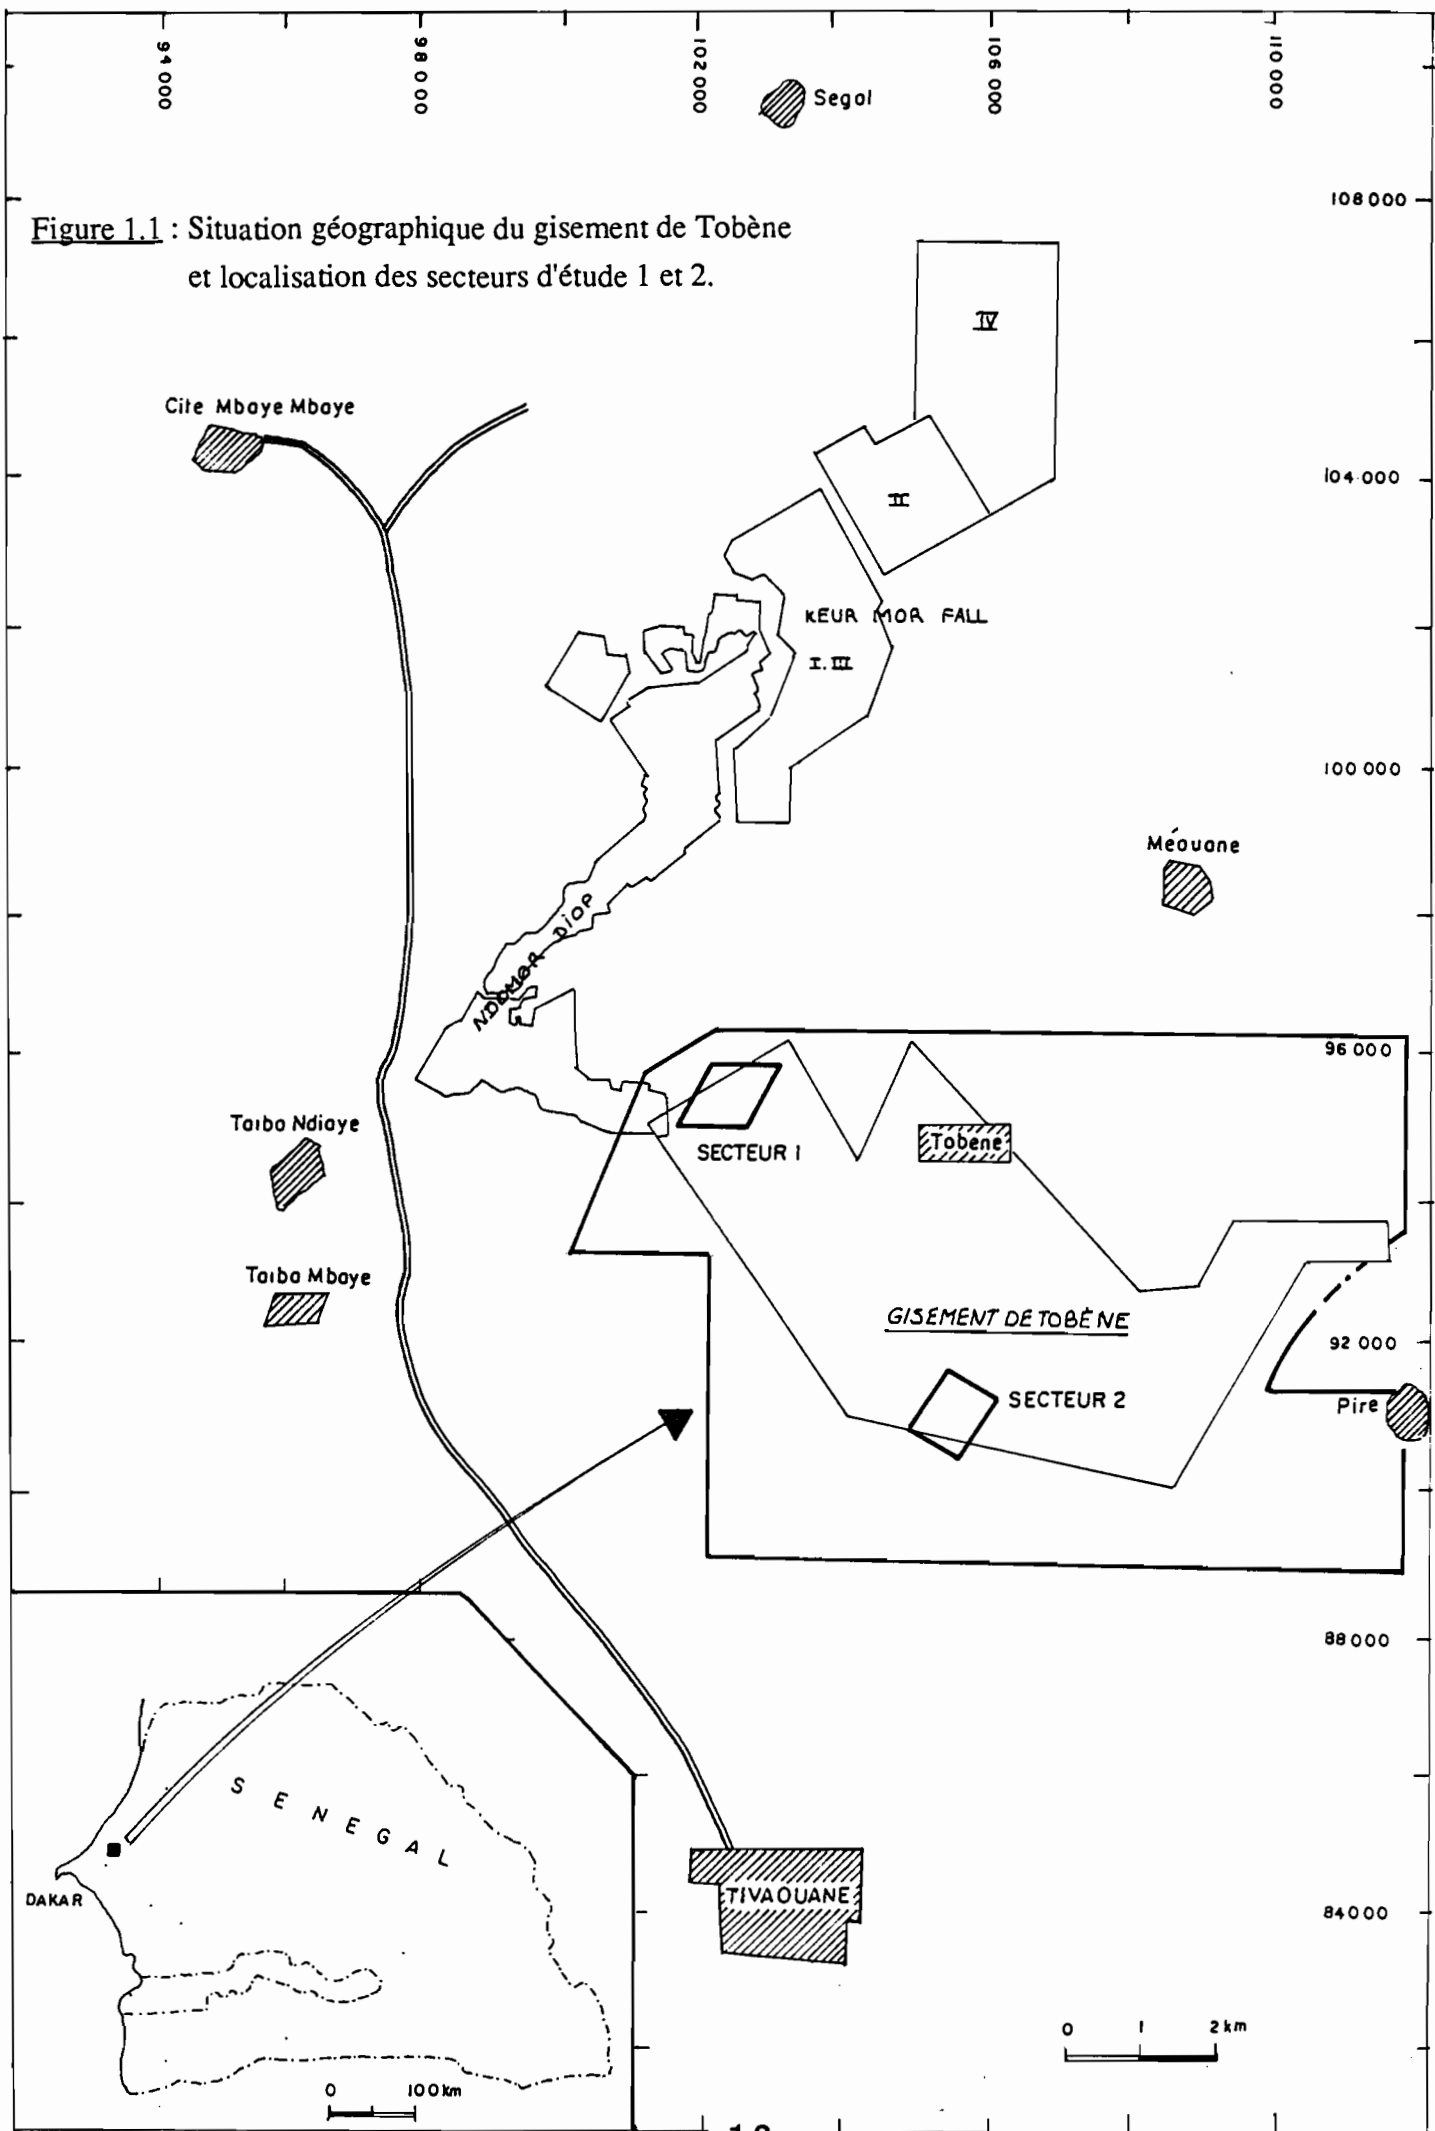 94 000
98 000
102 000
106 000
110 000
Segol
108 000
Figure 1.1 : Situation géographique du gisement de Tobène
et localisation des secteurs d'étude 1 et 2.
IV
Cite Mbaye Mbaye
104.000
II
KEUR MOR FALL
I.III
100 000
Méouane
NDOMOR DIOP
96 000
Taiba Ndiaye
Tobene
SECTEUR 1
Taiba Mbaye
GISEMENT DE TOBÈNE
92 000
SECTEUR 2
Pire
88 000
SENEGAL
DAKAR
TIVAOUANE
84 000
0 1 2 km
0 100 km